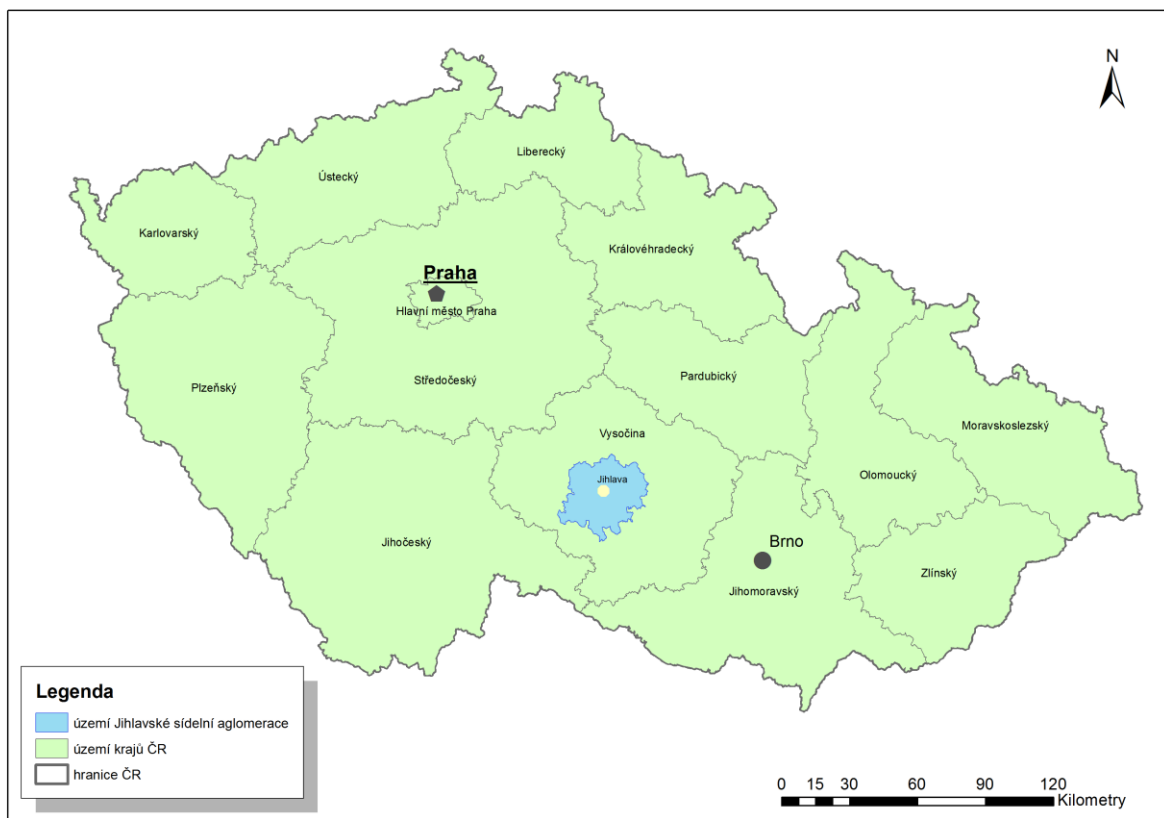 N
Liberecký
Ústecký
Karlovarský
Královéhradecký
Praha
Hlavní město Praha
Plzeňský
Středočeský
Pardubický
Moravskoslezský
Vysočina
Olomoucký
Jihlava
Jihočeský
Brno
Zlínský
Jihomoravský
Legenda
území Jihlavské sídelní aglomerace
území krajů ČR
hranice ČR
0 15 30 60 90 120
Kilometry